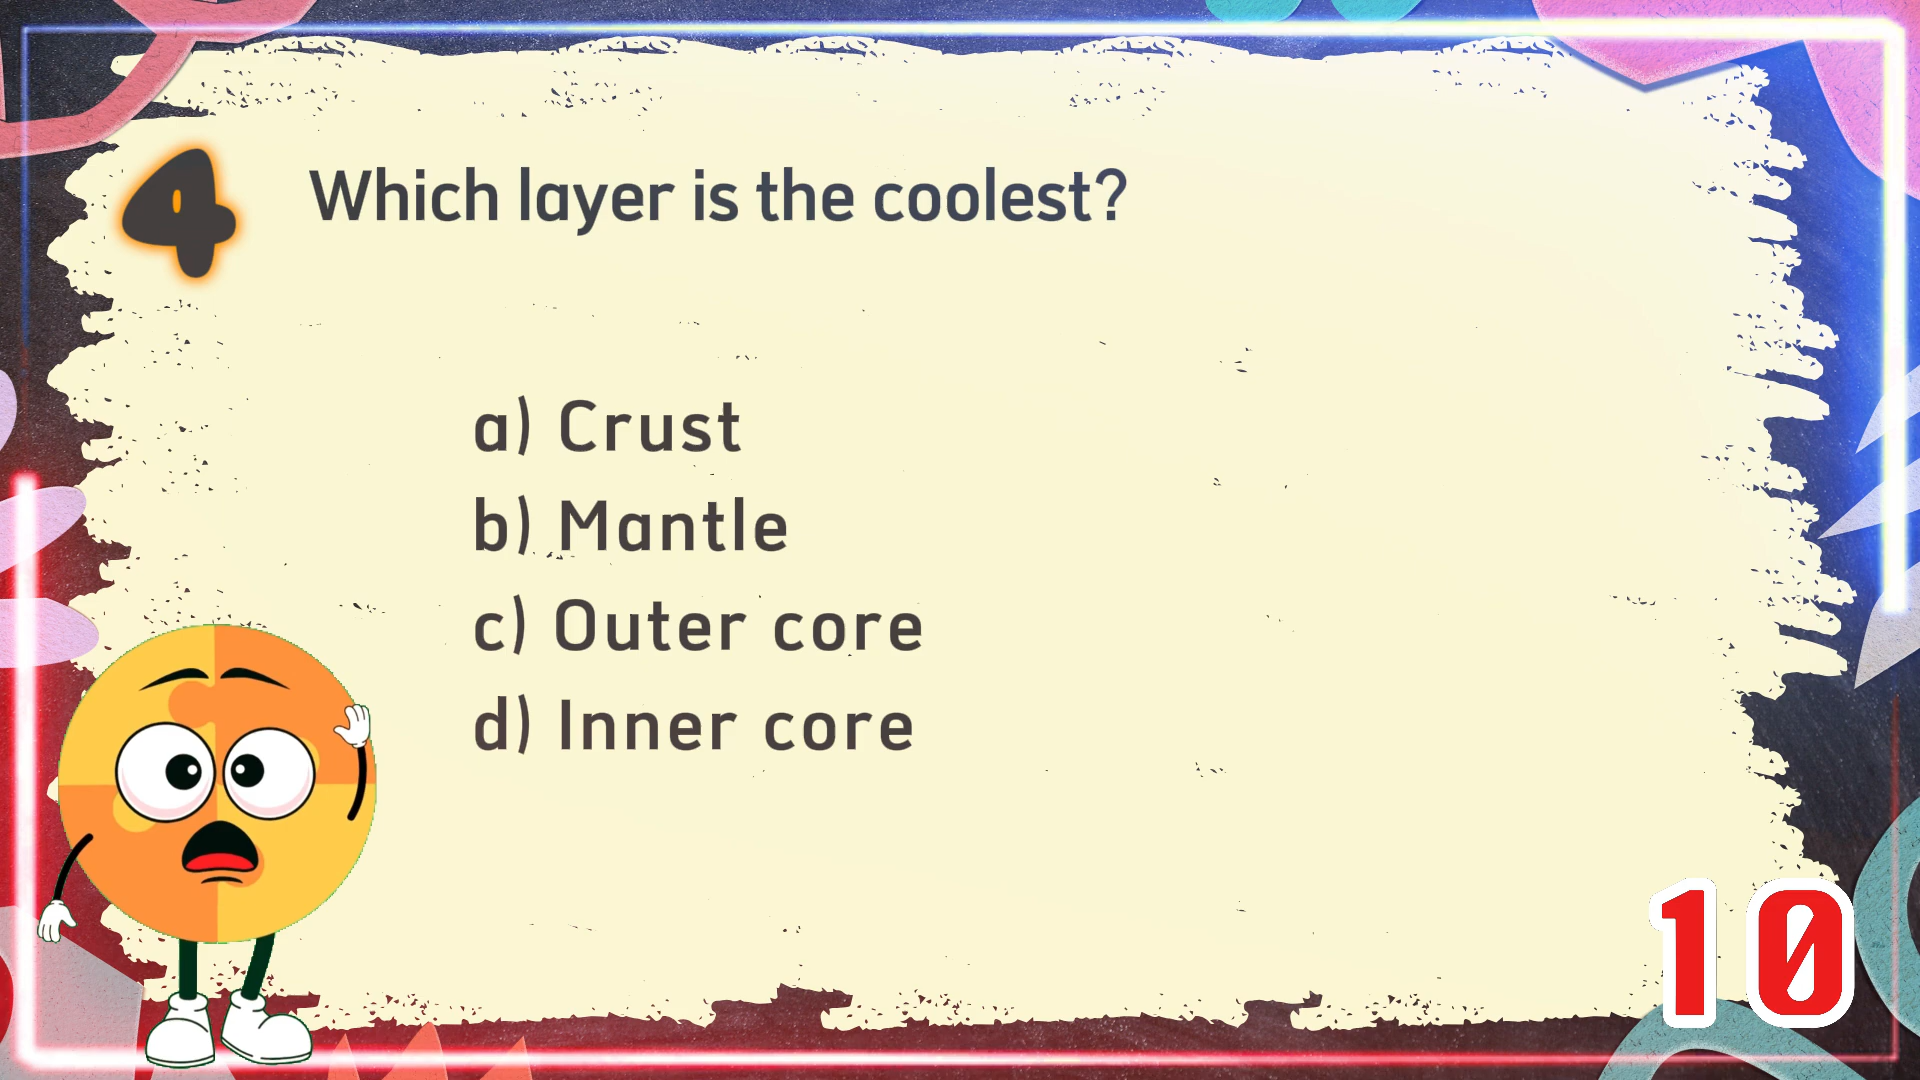 4 Which layer is the coolest?
a) Crust
b) Mantle
c) Outer core
d) Inner core
10